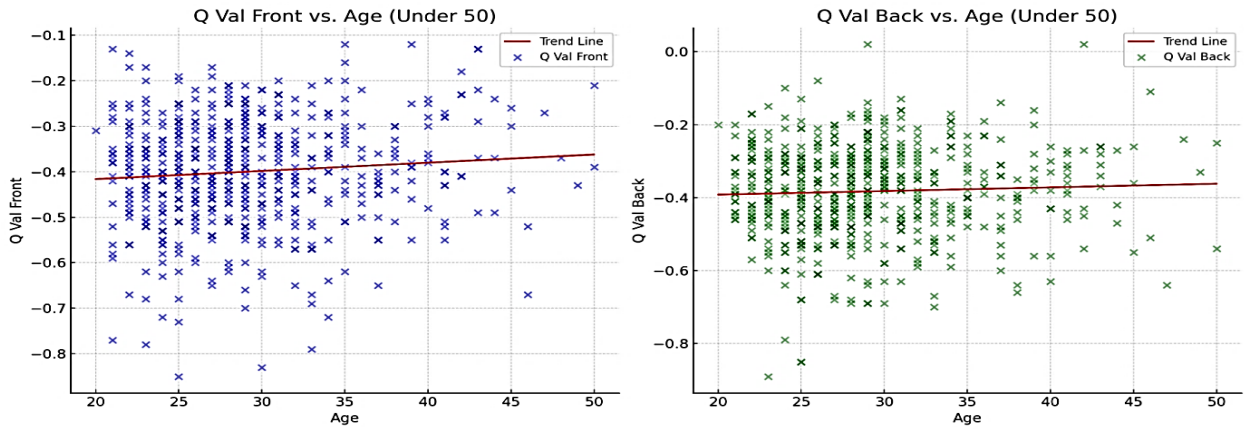 Q Val Front vs. Age (Under 50)
−0.1
−0.2
−0.3
−0.4
−0.5
−0.6
−0.7
−0.8
Q Val Front
Trend Line
Q Val Front
20 25 30 35 40 45 50
Age
Q Val Back vs. Age (Under 50)
0.0
−0.2
−0.4
−0.6
−0.8
Q Val Back
Trend Line
Q Val Back
20 25 30 35 40 45 50
Age